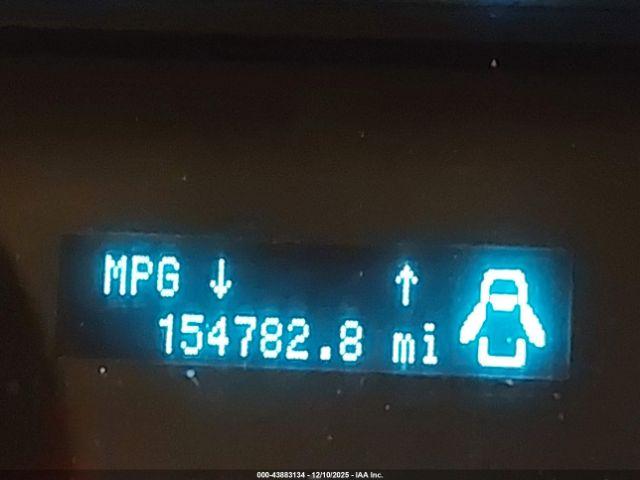 MPG ↓ ↑
154782.8 mi
000-43883134 - 12/10/2025 - IAA Inc.